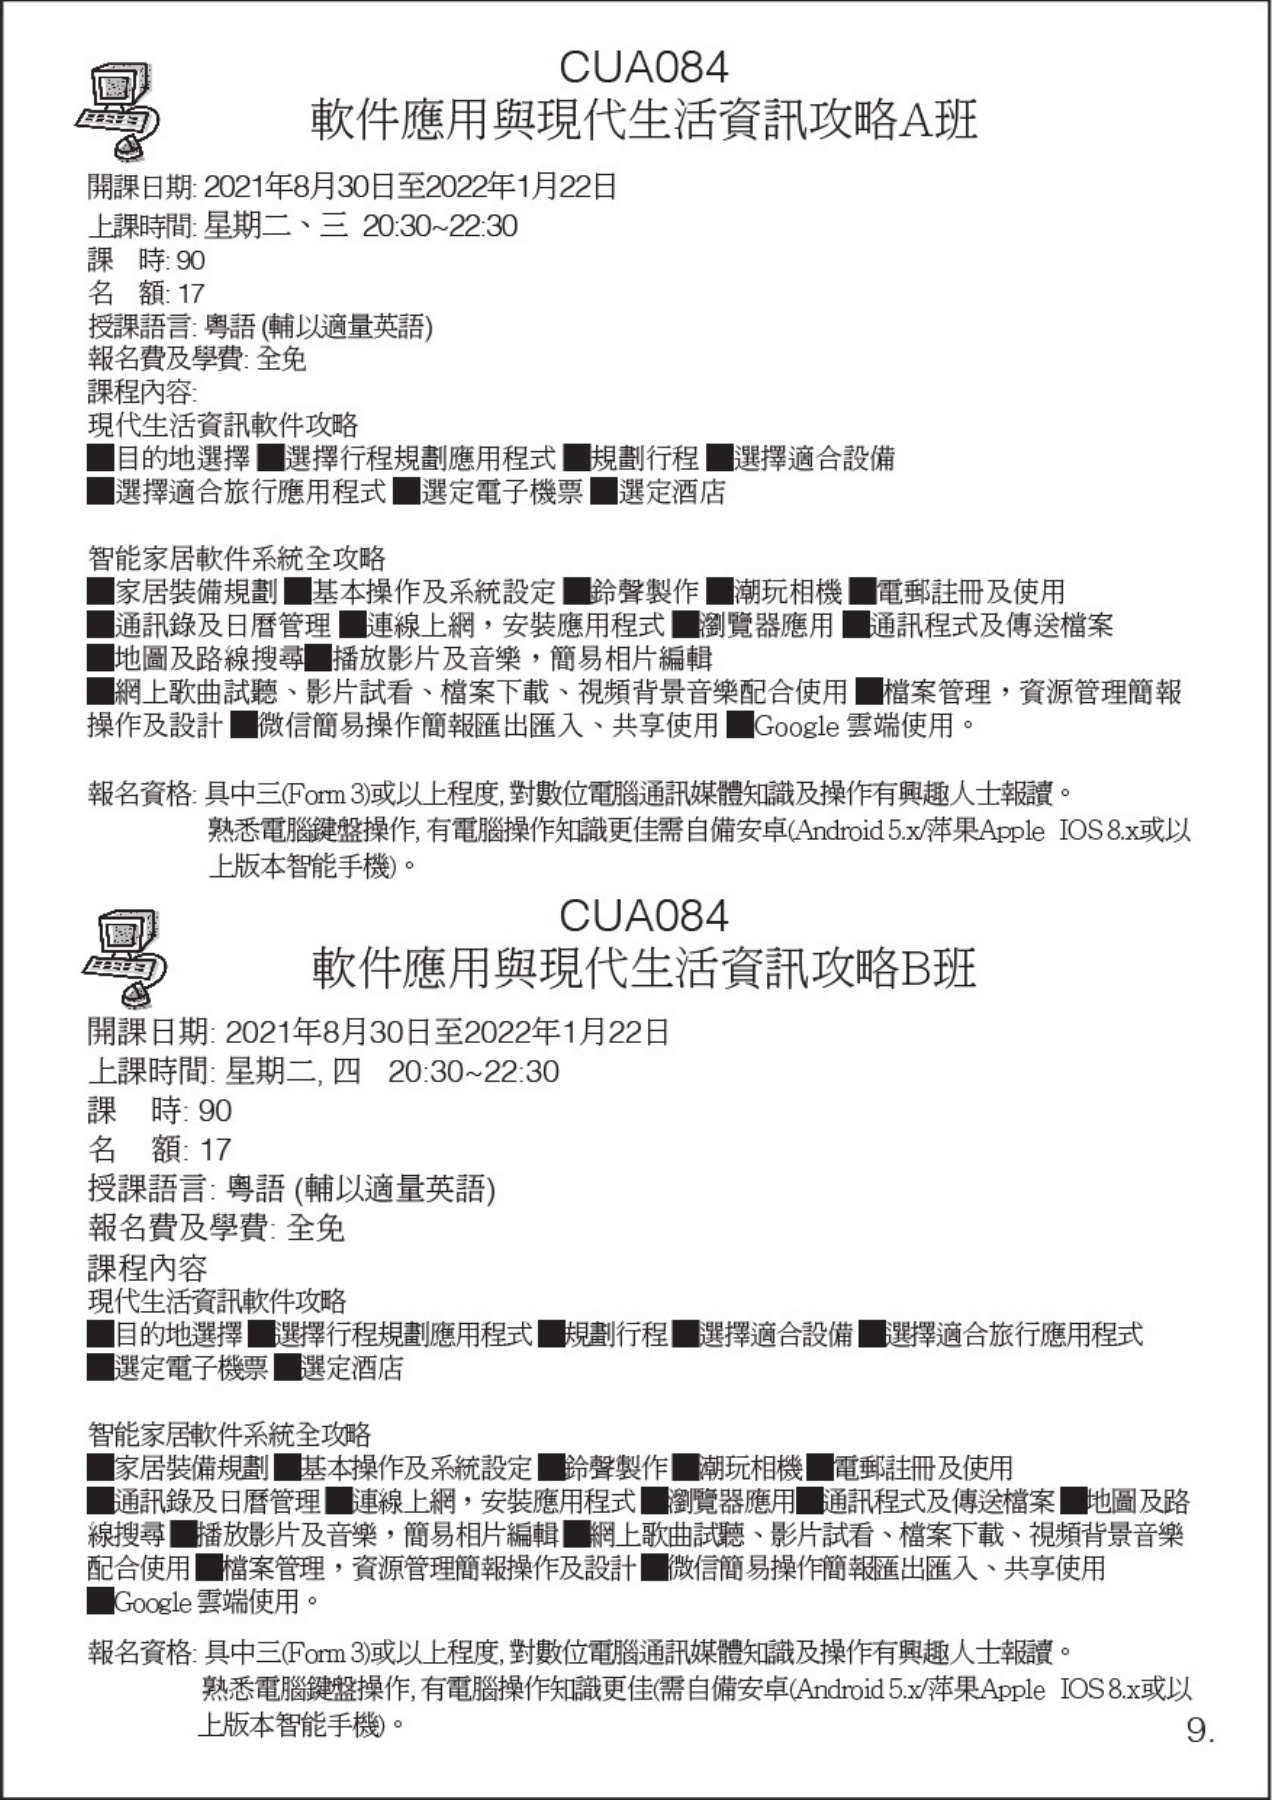 CUA084
軟件應用與現代生活資訊攻略A班
開課日期: 2021年8月30日至2022年1月22日
上課時間: 星期二、三 20:30~22:30
課 時: 90
名 額: 17
授課語言: 粵語 (輔以適量英語)
報名費及學費: 全免
課程內容:
現代生活資訊軟件攻略
■目的地選擇 ■選擇行程規劃應用程式 ■規劃行程 ■選擇適合設備
■選擇適合旅行應用程式 ■選定電子機票 ■選定酒店
智能家居軟件系統全攻略
■家居裝備規劃 ■基本操作及系統設定 ■鈴聲製作 ■潮玩相機 ■電郵註冊及使用
■通訊錄及日曆管理 ■連線上網，安裝應用程式 ■瀏覽器應用 ■通訊程式及傳送檔案
■地圖及路線搜尋■播放影片及音樂，簡易相片編輯
■網上歌曲試聽、影片試看、檔案下載、視頻背景音樂配合使用 ■檔案管理，資源管理簡報
操作及設計 ■微信簡易操作簡報匯出匯入、共享使用 ■Google 雲端使用。
報名資格: 具中三(Form 3)或以上程度, 對數位電腦通訊媒體知識及操作有興趣人士報讀。
熟悉電腦鍵盤操作, 有電腦操作知識更佳需自備安卓(Android 5.x/萍果Apple IOS 8.x或以
上版本智能手機)。
CUA084
軟件應用與現代生活資訊攻略B班
開課日期: 2021年8月30日至2022年1月22日
上課時間: 星期二, 四 20:30~22:30
課 時: 90
名 額: 17
授課語言: 粵語 (輔以適量英語)
報名費及學費: 全免
課程內容
現代生活資訊軟件攻略
■目的地選擇 ■選擇行程規劃應用程式 ■規劃行程 ■選擇適合設備 ■選擇適合旅行應用程式
■選定電子機票 ■選定酒店
智能家居軟件系統全攻略
■家居裝備規劃 ■基本操作及系統設定 ■鈴聲製作 ■潮玩相機 ■電郵註冊及使用
■通訊錄及日曆管理 ■連線上網，安裝應用程式 ■瀏覽器應用■通訊程式及傳送檔案 ■地圖及路
線搜尋 ■播放影片及音樂，簡易相片編輯 ■網上歌曲試聽、影片試看、檔案下載、視頻背景音樂
配合使用 ■檔案管理，資源管理簡報操作及設計 ■微信簡易操作簡報匯出匯入、共享使用
■Google 雲端使用。
報名資格: 具中三(Form 3)或以上程度, 對數位電腦通訊媒體知識及操作有興趣人士報讀。
熟悉電腦鍵盤操作, 有電腦操作知識更佳(需自備安卓(Android 5.x/萍果Apple IOS 8.x或以
上版本智能手機)。
9.